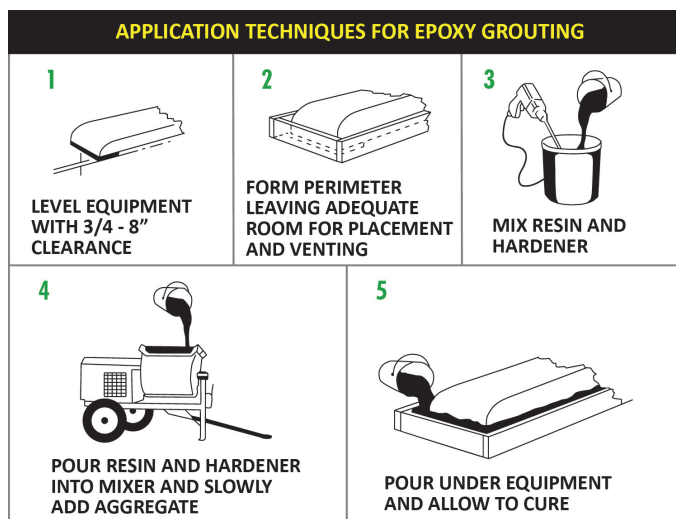 APPLICATION TECHNIQUES FOR EPOXY GROUTING
1
LEVEL EQUIPMENT
WITH 3/4 - 8”
CLEARANCE
2
FORM PERIMETER
LEAVING ADEQUATE
ROOM FOR PLACEMENT
AND VENTING
3
MIX RESIN AND
HARDENER
4
POUR RESIN AND HARDENER
INTO MIXER AND SLOWLY
ADD AGGREGATE
5
POUR UNDER EQUIPMENT
AND ALLOW TO CURE